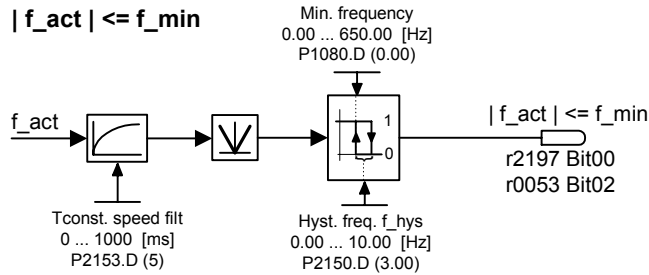 | f_act | <= f_min
Min. frequency
0.00 ... 650.00 [Hz]
P1080.D (0.00)
f_act
1
0
| f_act | <= f_min
r2197 Bit00
r0053 Bit02
Tconst. speed filt
0 ... 1000 [ms]
P2153.D (5)
Hyst. freq. f_hys
0.00 ... 10.00 [Hz]
P2150.D (3.00)